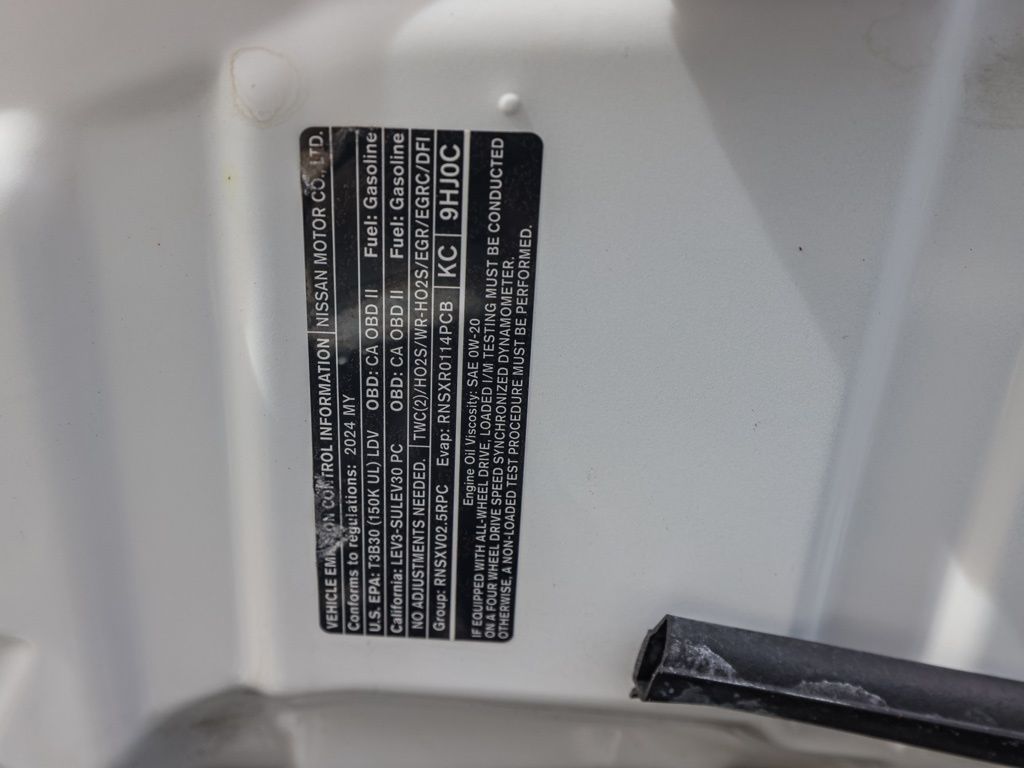 VEHICLE EMISSION CONTROL INFORMATION NISSAN MOTOR CO., LTD.
Conforms to regulations: 2024 MY
U.S. EPA: T3B30 (150K UL) LDV OBD: CA OBD II Fuel: Gasoline
California: LEV3-SULEV30 PC OBD: CA OBD II Fuel: Gasoline
NO ADJUSTMENTS NEEDED. TWC(2)/HO2S/WR-HO2S/EGR/EGRC/DFI
Group: RNSXV02.5RPC Evap: RNSXR0114PCB KC 9HJ0C
Engine Oil Viscosity: SAE 0W-20
IF EQUIPPED WITH ALL-WHEEL DRIVE, LOADED I/M TESTING MUST BE CONDUCTED
ON A FOUR WHEEL DRIVE SPEED SYNCHRONIZED DYNAMOMETER.
OTHERWISE, A NON-LOADED TEST PROCEDURE MUST BE PERFORMED.